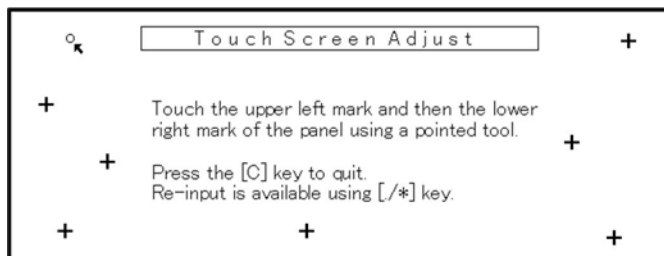 Touch Screen Adjust
Touch the upper left mark and then the lower
right mark of the panel using a pointed tool.
Press the [C] key to quit.
Re-input is available using [./*] key.